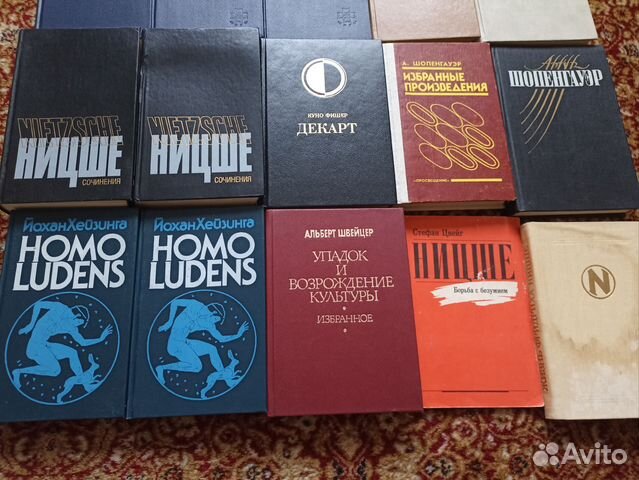 NIETZSCHE
НИЦШЕ
СОЧИНЕНИЯ
NIETZSCHE
НИЦШЕ
СОЧИНЕНИЯ
КУНО ФИШЕР
ДЕКАРТ
А. ШОПЕНГАУЭР
ИЗБРАННЫЕ
ПРОИЗВЕДЕНИЯ
"ПРОСВЕЩЕНИЕ"
ШОПЕНГАУЭР
Йохан Хейзинга
HOMO
LUDENS
Йохан Хейзинга
HOMO
LUDENS
АЛЬБЕРТ ШВЕЙЦЕР
УПАДОК
И
ВОЗРОЖДЕНИЕ
КУЛЬТУРЫ
ИЗБРАННОЕ
Стефан Цвейг
НИЦШЕ
Борьба с безумием
N
Avito